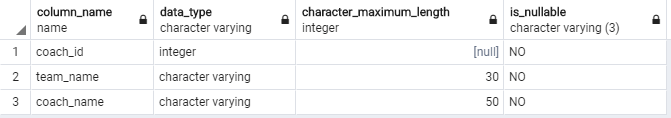 column_name data_type character_maximum_length is_nullable
name character varying integer character varying (3)
1 coach_id integer [null] NO
2 team_name character varying 30 NO
3 coach_name character varying 50 NO